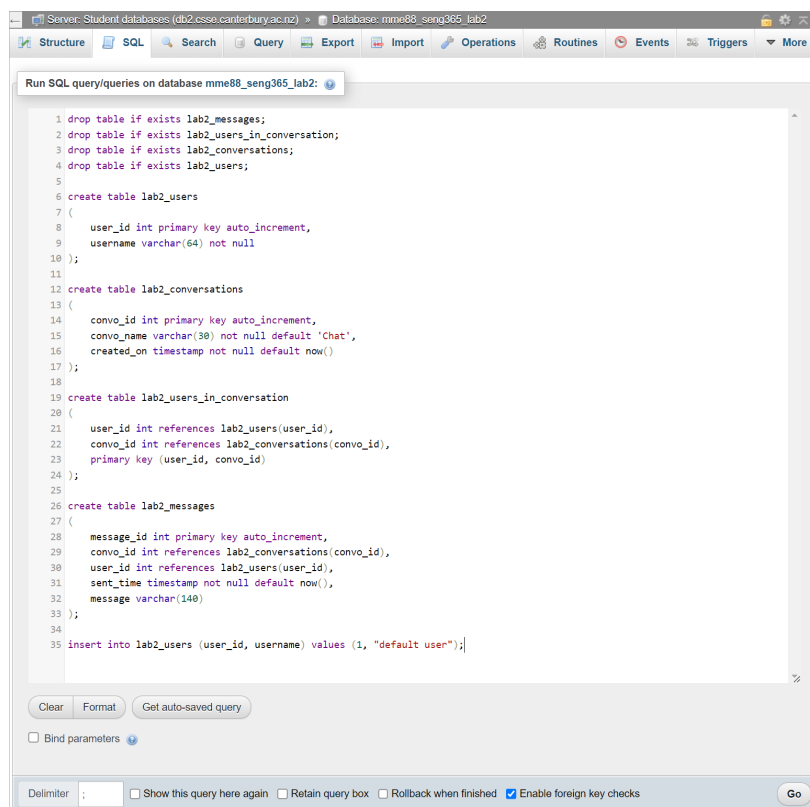 Server: Student databases (db2.csse.canterbury.ac.nz) » Database: mme88_seng365_lab2
Structure SQL Search Query Export Import Operations Routines Events Triggers More
Run SQL query/queries on database mme88_seng365_lab2:
1 drop table if exists lab2_messages;
2 drop table if exists lab2_users_in_conversation;
3 drop table if exists lab2_conversations;
4 drop table if exists lab2_users;
5
6 create table lab2_users
7 (
8     user_id int primary key auto_increment,
9     username varchar(64) not null
10 );
11
12 create table lab2_conversations
13 (
14     convo_id int primary key auto_increment,
15     convo_name varchar(30) not null default 'Chat',
16     created_on timestamp not null default now()
17 );
18
19 create table lab2_users_in_conversation
20 (
21     user_id int references lab2_users(user_id),
22     convo_id int references lab2_conversations(convo_id),
23     primary key (user_id, convo_id)
24 );
25
26 create table lab2_messages
27 (
28     message_id int primary key auto_increment,
29     convo_id int references lab2_conversations(convo_id),
30     user_id int references lab2_users(user_id),
31     sent_time timestamp not null default now(),
32     message varchar(140)
33 );
34
35 insert into lab2_users (user_id, username) values (1, "default user");
Clear Format Get auto-saved query
Bind parameters
Delimiter ; Show this query here again Retain query box Rollback when finished Enable foreign key checks Go